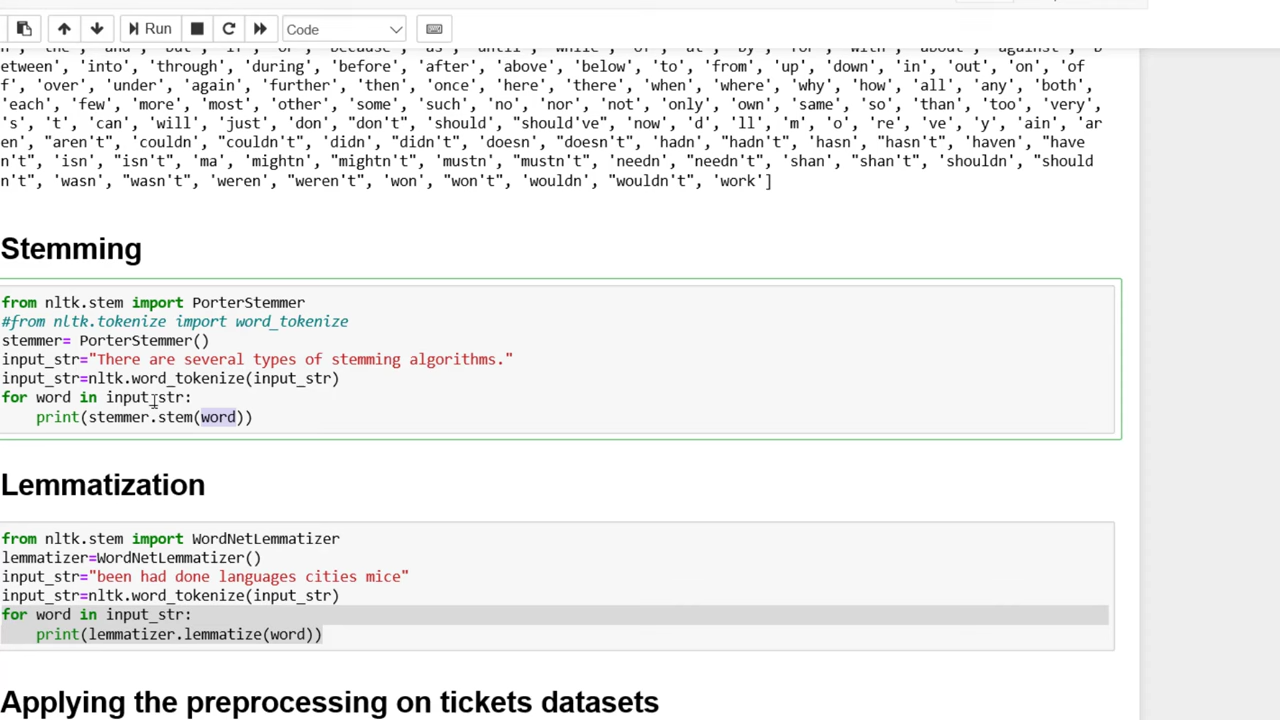 Run
Code
etween', 'into', 'through', 'during', 'before', 'after', 'above', 'below', 'to', 'from', 'up', 'down', 'in', 'out', 'on', 'of
f', 'over', 'under', 'again', 'further', 'then', 'once', 'here', 'there', 'when', 'where', 'why', 'how', 'all', 'any', 'both',
'each', 'few', 'more', 'most', 'other', 'some', 'such', 'no', 'nor', 'not', 'only', 'own', 'same', 'so', 'than', 'too', 'very',
's', 't', 'can', 'will', 'just', 'don', "don't", 'should', "should've", 'now', 'd', 'll', 'm', 'o', 're', 've', 'y', 'ain', 'ar
en', "aren't", 'couldn', "couldn't", 'didn', "didn't", 'doesn', "doesn't", 'hadn', "hadn't", 'hasn', "hasn't", 'haven', "have
n't", 'isn', "isn't", 'ma', 'mightn', "mightn't", 'mustn', "mustn't", 'needn', "needn't", 'shan', "shan't", 'shouldn', "should
n't", 'wasn', "wasn't", 'weren', "weren't", 'won', "won't", 'wouldn', "wouldn't", 'work']
Stemming
from nltk.stem import PorterStemmer
#from nltk.tokenize import word_tokenize
stemmer= PorterStemmer()
input_str="There are several types of stemming algorithms."
input_str=nltk.word_tokenize(input_str)
for word in input_str:
    print(stemmer.stem(word))
Lemmatization
from nltk.stem import WordNetLemmatizer
lemmatizer=WordNetLemmatizer()
input_str="been had done languages cities mice"
input_str=nltk.word_tokenize(input_str)
for word in input_str:
    print(lemmatizer.lemmatize(word))
Applying the preprocessing on tickets datasets